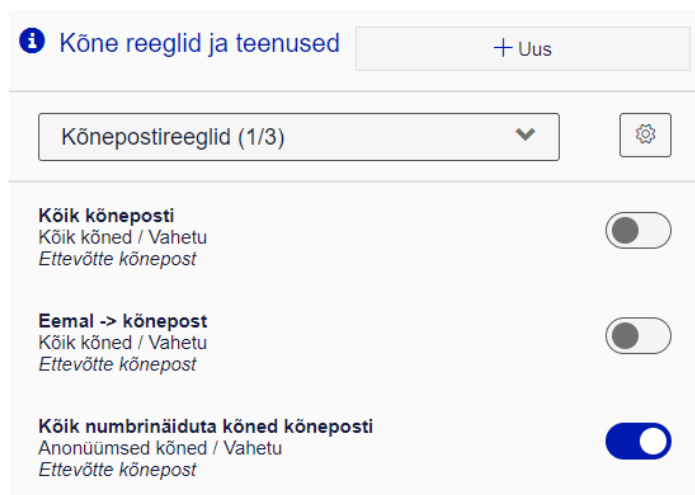 Kõne reeglid ja teenused
+ Uus
Kõnepostireeglid (1/3)
Kõik kõneposti
Kõik kõned / Vahetu
Ettevõtte kõnepost
Eemal -> kõnepost
Kõik kõned / Vahetu
Ettevõtte kõnepost
Kõik numbrinäiduta kõned kõneposti
Anonüümsed kõned / Vahetu
Ettevõtte kõnepost